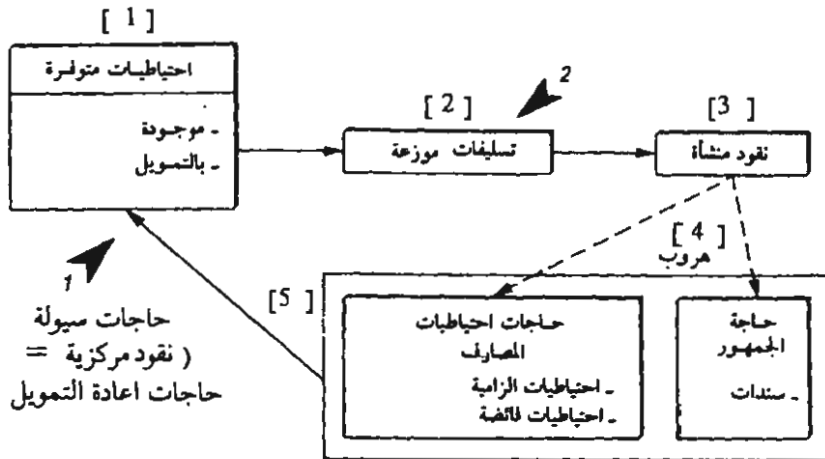 [ 1 ]
احتياطيات متوفرة
- موجودة
- بالتمويل
2
[ 2 ]
تسليفات موزعة
[ 3 ]
نقود منشأة
[ 4 ]
هروب
[ 5 ]
1
حاجات سيولة
( نقود مركزية =
حاجات اعادة التمويل
حاجات احتياطيات
المصارف
- احتياطيات الزامية
- احتياطيات فائضة
حاجة
الجمهور
- سندات